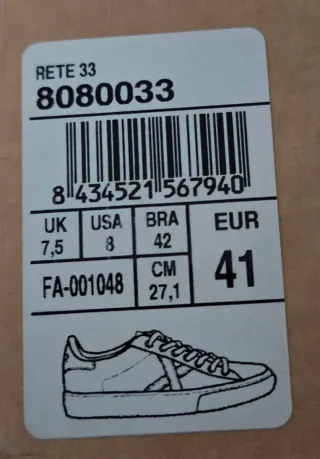 RETE 33
8080033
8 434521 567940
UK USA BRA EUR
7,5 8 42 41
FA-001048 CM
27,1